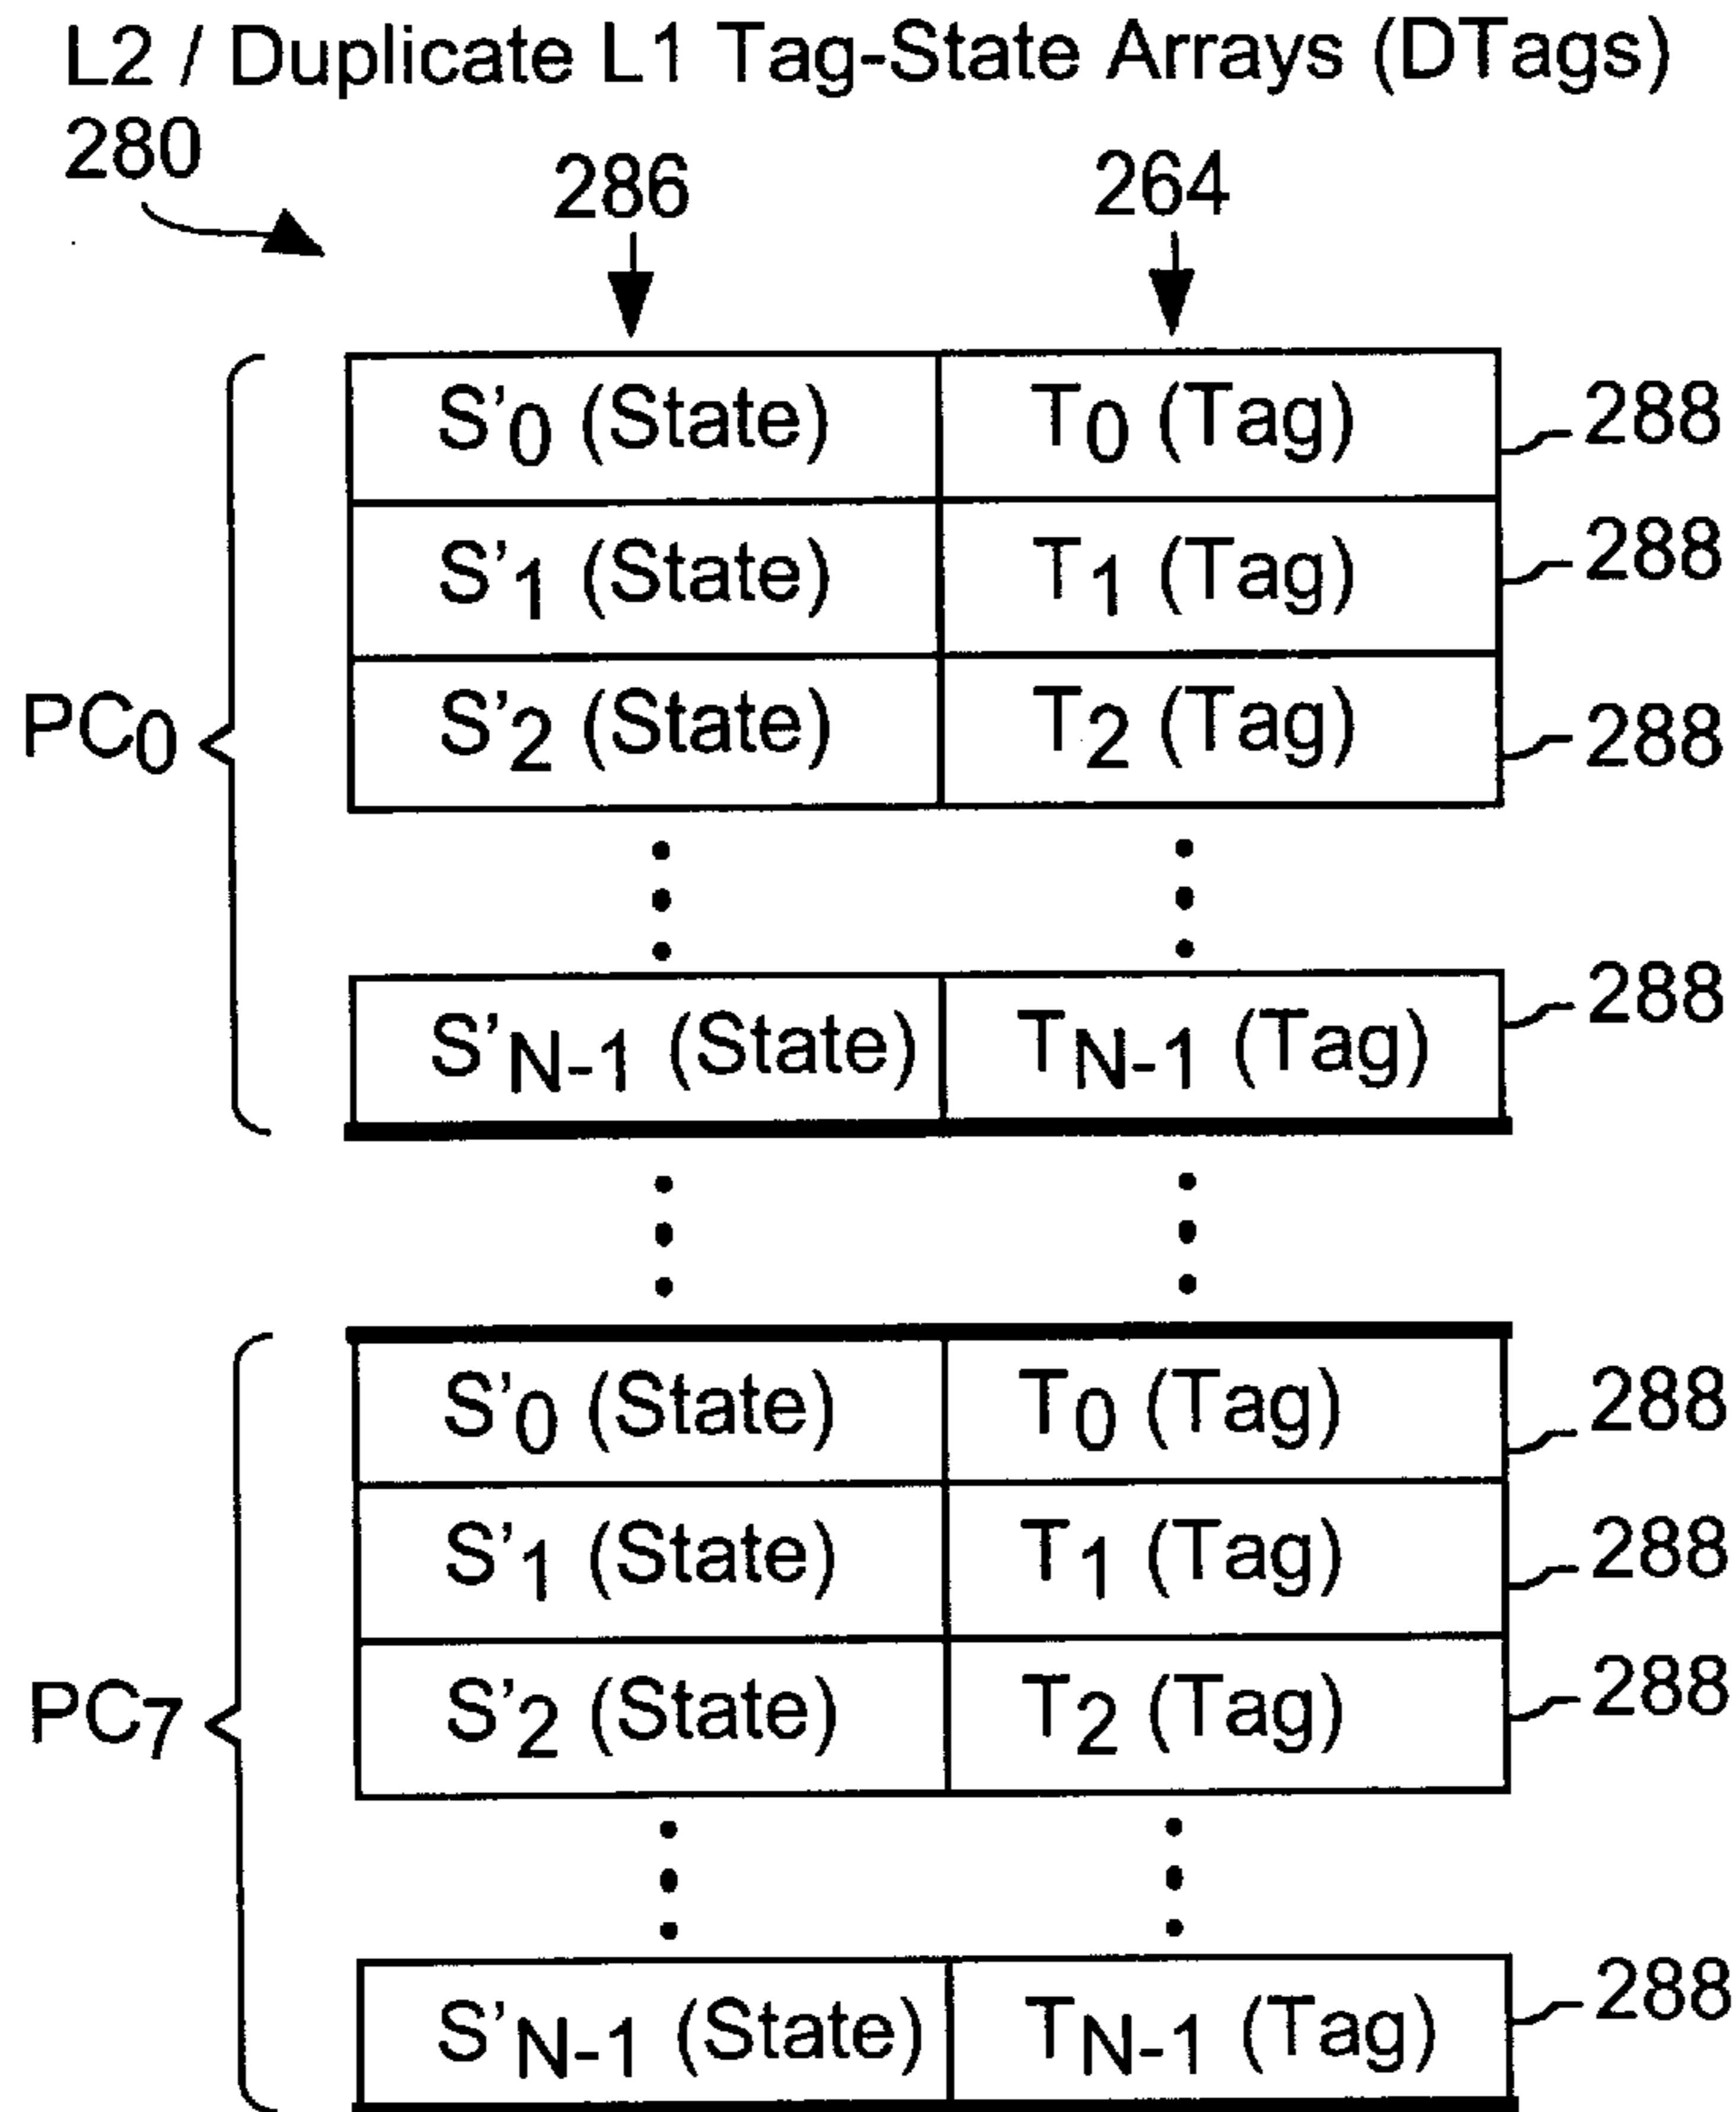 L2 / Duplicate L1 Tag-State Arrays (DTags)
280
286 264
S'0 (State) T0 (Tag) 288
S'1 (State) T1 (Tag) 288
PC0 S'2 (State) T2 (Tag) 288
S'N-1 (State) TN-1 (Tag) 288
S'0 (State) T0 (Tag) 288
S'1 (State) T1 (Tag) 288
PC7 S'2 (State) T2 (Tag) 288
S'N-1 (State) TN-1 (Tag) 288